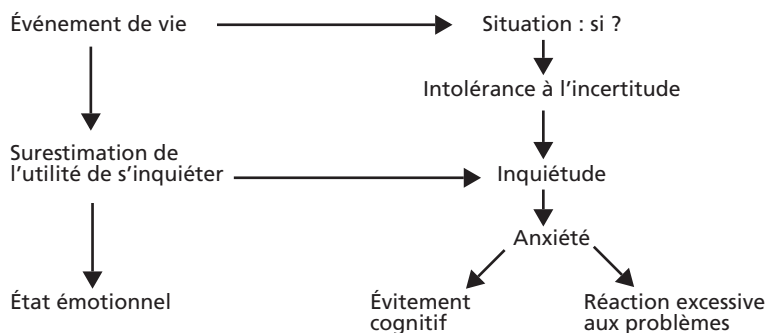 Événement de vie
Situation : si ?
Intolérance à l’incertitude
Surestimation de
l’utilité de s’inquiéter
Inquiétude
Anxiété
État émotionnel
Évitement
cognitif
Réaction excessive
aux problèmes